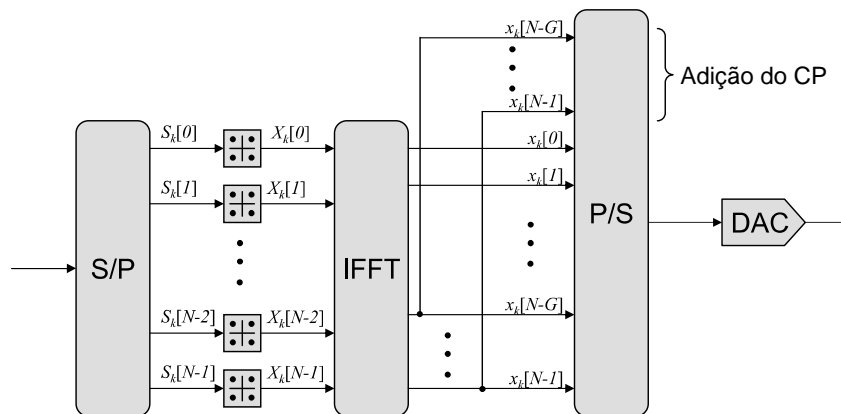 x_k[N-G]
Adição do CP
x_k[N-1]
S_k[0] X_k[0] x_k[0]
S_k[1] X_k[1] x_k[1]
S/P IFFT P/S DAC
S_k[N-2] X_k[N-2] x_k[N-G]
S_k[N-1] X_k[N-1] x_k[N-1]